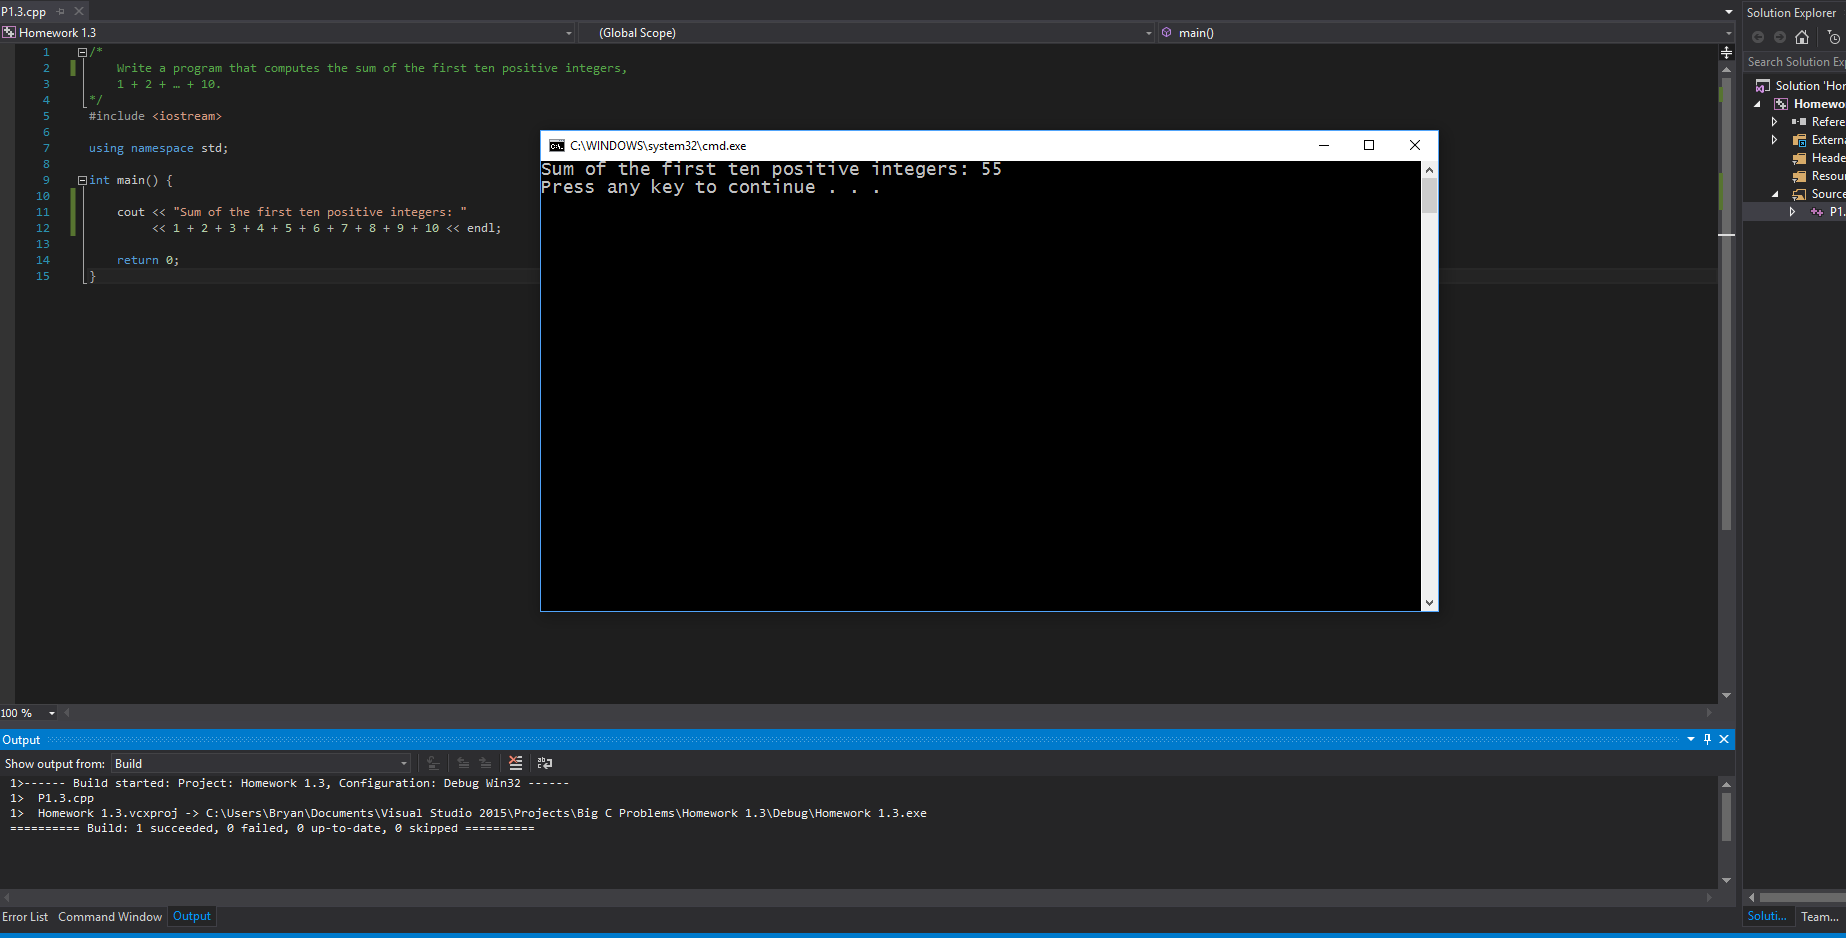 P1.3.cpp
Homework 1.3
(Global Scope)
main()
1 /*
2 Write a program that computes the sum of the first ten positive integers,
3 1 + 2 + … + 10.
4 */
5 #include <iostream>
6
7 using namespace std;
8
9 int main() {
10
11 cout << "Sum of the first ten positive integers: "
12 << 1 + 2 + 3 + 4 + 5 + 6 + 7 + 8 + 9 + 10 << endl;
13
14 return 0;
15 }
C:\WINDOWS\system32\cmd.exe
Sum of the first ten positive integers: 55
Press any key to continue . . .
Solution Explorer
Search Solution Exp
Solution 'Hor
Homewo
Refere
Externa
Heade
Resour
Source
P1.
100 %
Output
Show output from: Build
1>------ Build started: Project: Homework 1.3, Configuration: Debug Win32 ------
1> P1.3.cpp
1> Homework 1.3.vcxproj -> C:\Users\Bryan\Documents\Visual Studio 2015\Projects\Big C Problems\Homework 1.3\Debug\Homework 1.3.exe
========== Build: 1 succeeded, 0 failed, 0 up-to-date, 0 skipped ==========
Error List Command Window Output
Soluti... Team...